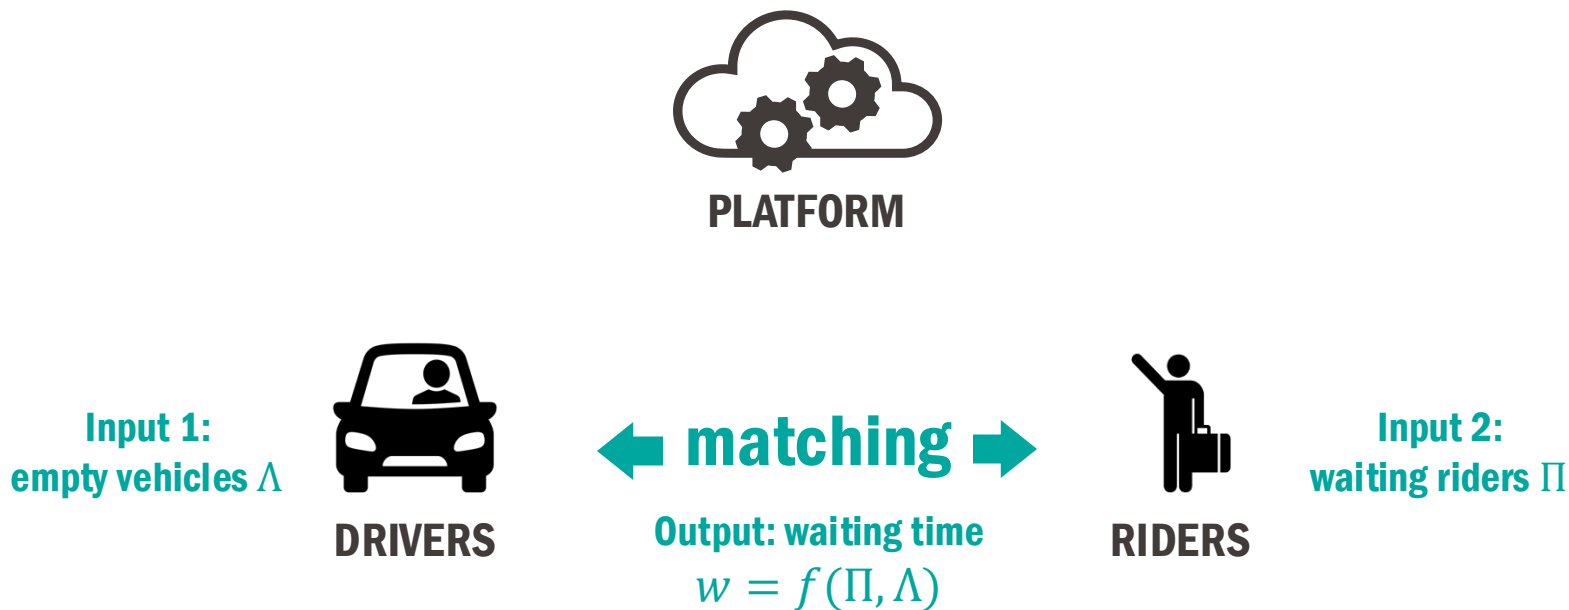 PLATFORM
Input 1:
empty vehicles Λ
DRIVERS
matching
Output: waiting time
w = f(Π, Λ)
RIDERS
Input 2:
waiting riders Π